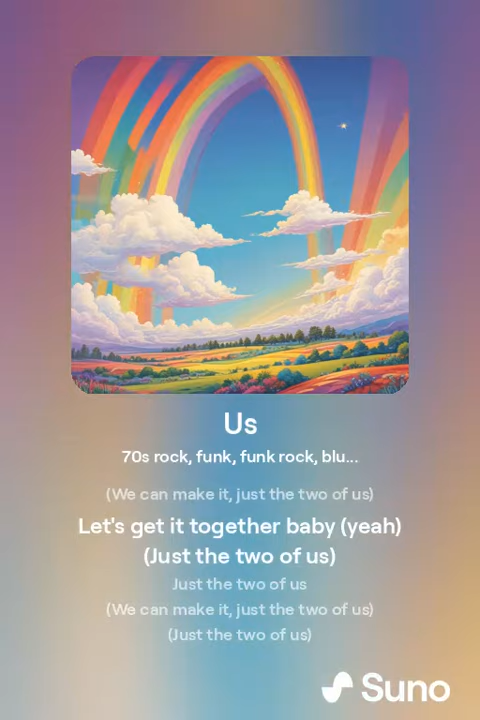 Us
70s rock, funk, funk rock, blu...
(We can make it, just the two of us)
Let's get it together baby (yeah)
(Just the two of us)
Just the two of us
(We can make it, just the two of us)
(Just the two of us)
Suno